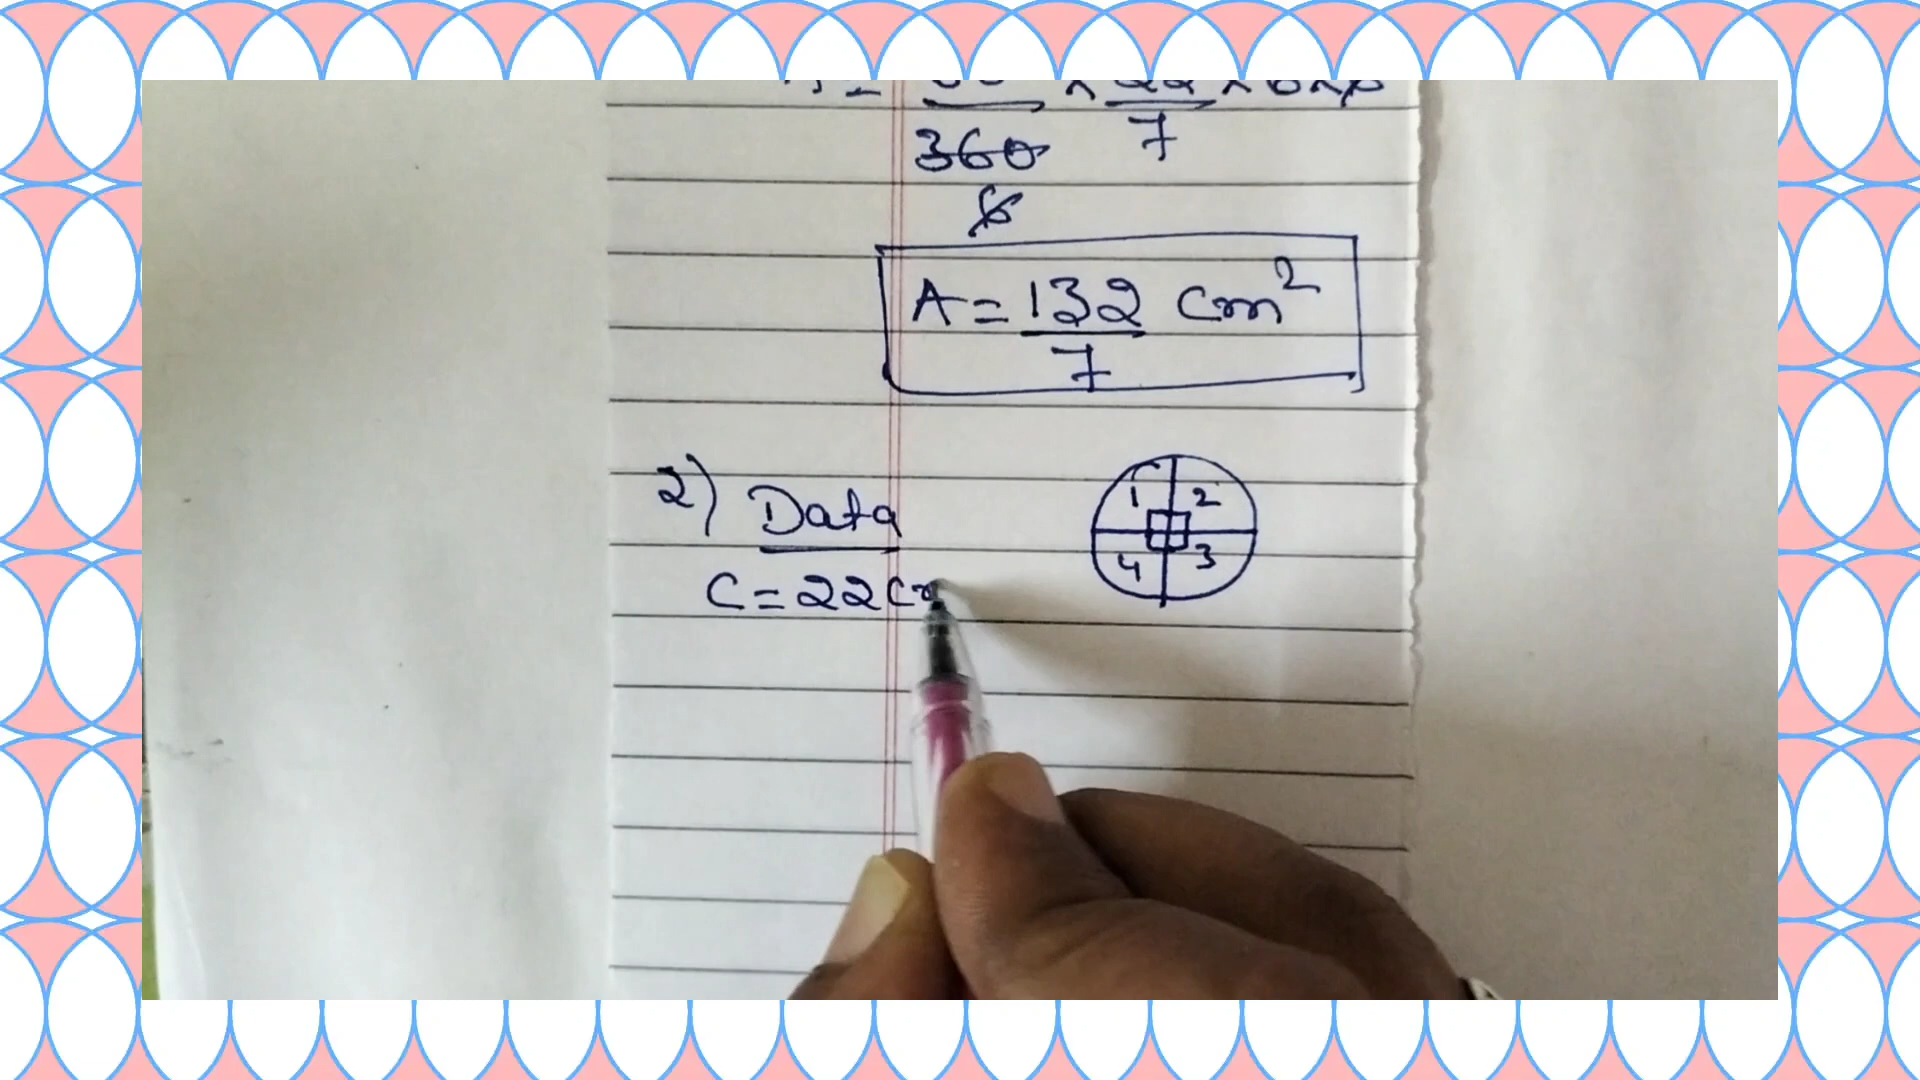 360 7
6
A = 132 cm²
7
2) Data
1 2
4 3
C = 22 c